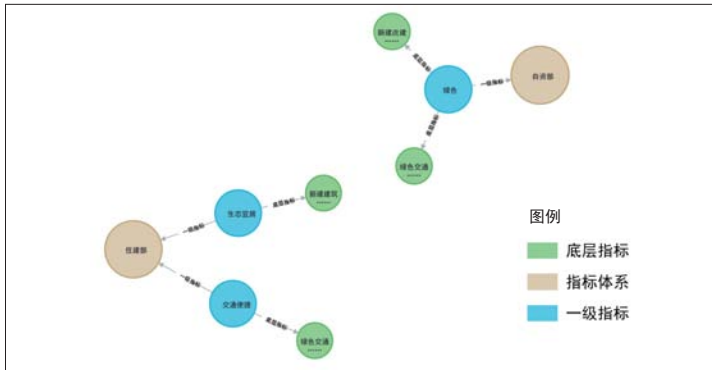 新建改建
底层指标
绿色
一级指标
自资部
底层指标
绿色交通
新建建筑
底层指标
生态宜居
一级指标
住建部
一级指标
交通便捷
底层指标
绿色交通
图例
底层指标
指标体系
一级指标